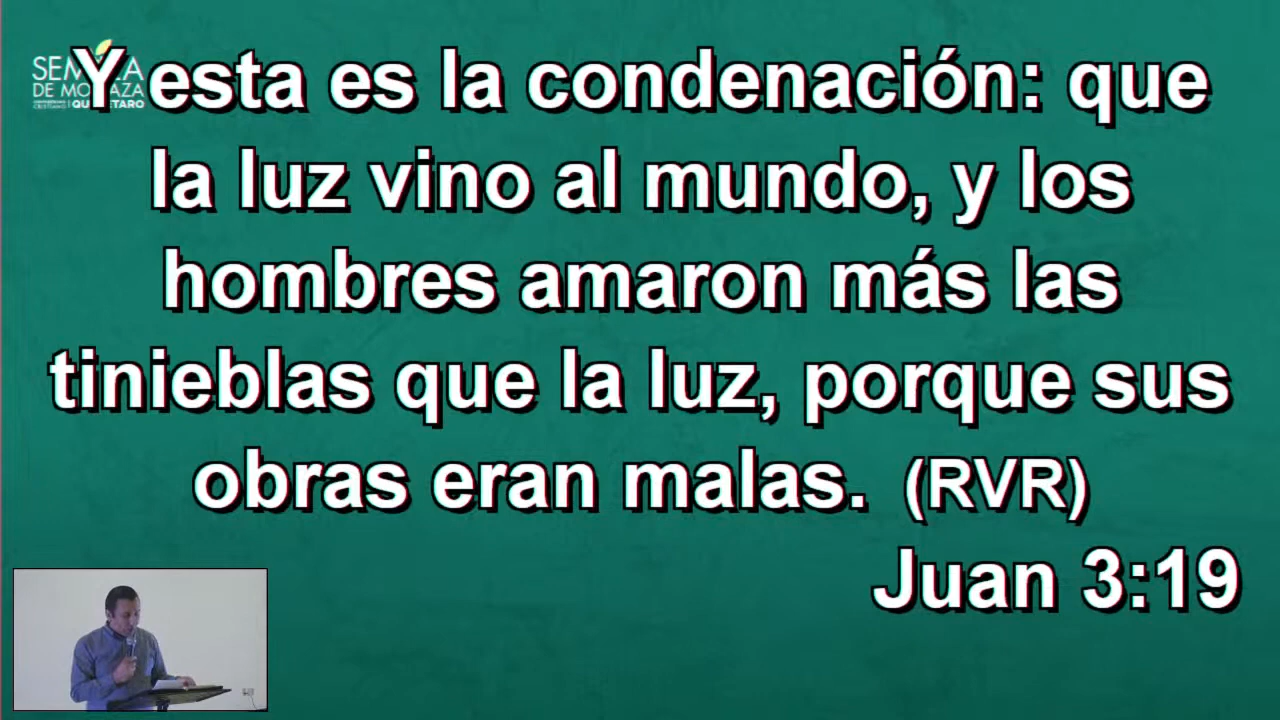 Y esta es la condenación: que
la luz vino al mundo, y los
hombres amaron más las
tinieblas que la luz, porque sus
obras eran malas. (RVR)
Juan 3:19
DE